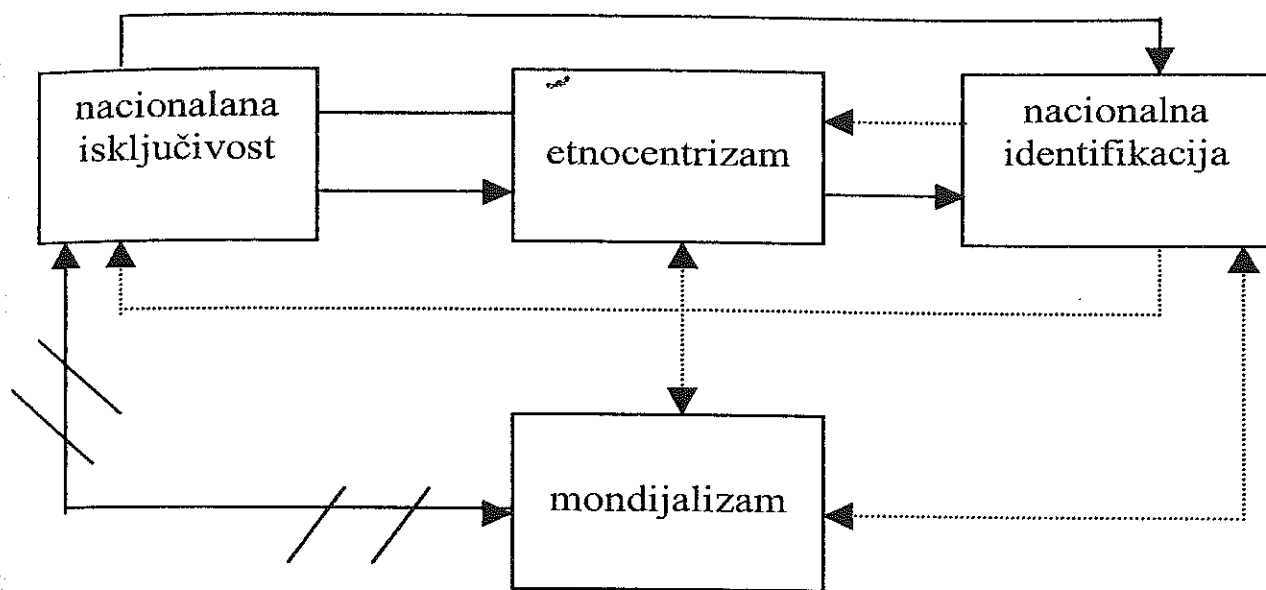 nacionalana
isključivost
etnocentrizam
nacionalna
identifikacija
mondijalizam